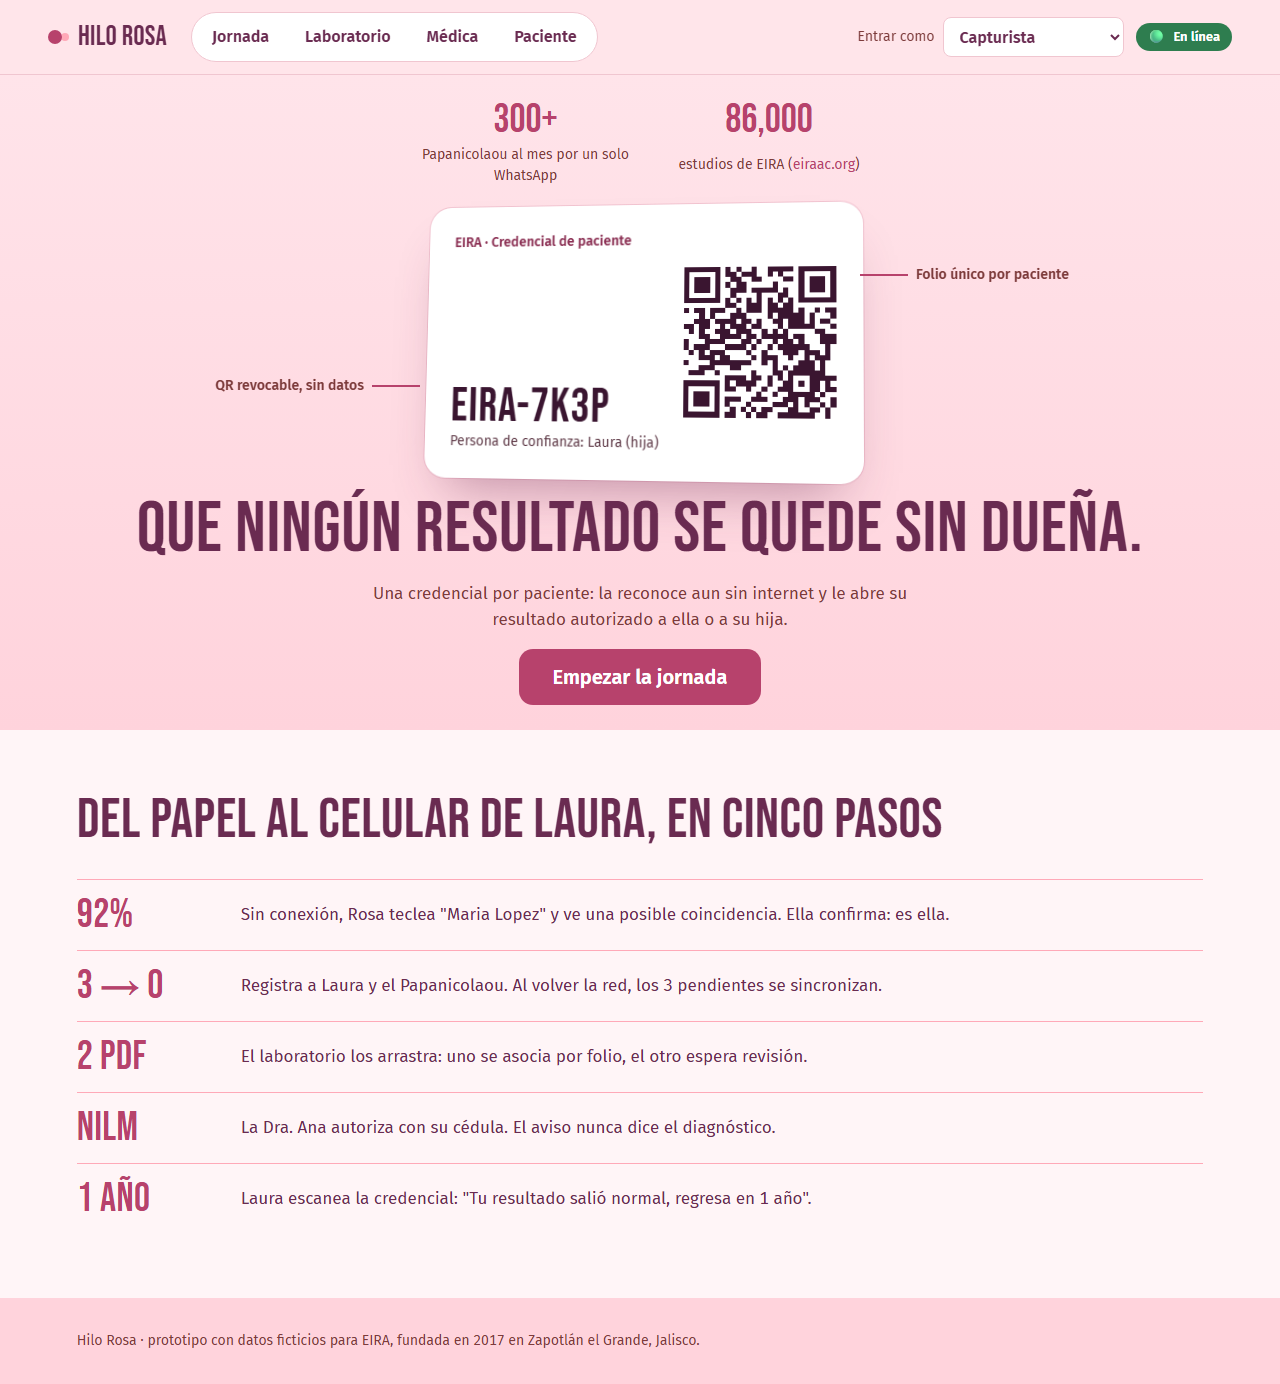 HILO ROSA
Jornada
Laboratorio
Médica
Paciente
Entrar como
Capturista
En línea
300+
Papanicolaou al mes por un solo
WhatsApp
86,000
estudios de EIRA (eiraac.org)
EIRA · Credencial de paciente
Folio único por paciente
QR revocable, sin datos
EIRA-7K3P
Persona de confianza: Laura (hija)
QUE NINGÚN RESULTADO SE QUEDE SIN DUEÑA.
Una credencial por paciente: la reconoce aun sin internet y le abre su
resultado autorizado a ella o a su hija.
Empezar la jornada
DEL PAPEL AL CELULAR DE LAURA, EN CINCO PASOS
92%
Sin conexión, Rosa teclea "Maria Lopez" y ve una posible coincidencia. Ella confirma: es ella.
3 → 0
Registra a Laura y el Papanicolaou. Al volver la red, los 3 pendientes se sincronizan.
2 PDF
El laboratorio los arrastra: uno se asocia por folio, el otro espera revisión.
NILM
La Dra. Ana autoriza con su cédula. El aviso nunca dice el diagnóstico.
1 AÑO
Laura escanea la credencial: "Tu resultado salió normal, regresa en 1 año".
Hilo Rosa · prototipo con datos ficticios para EIRA, fundada en 2017 en Zapotlán el Grande, Jalisco.